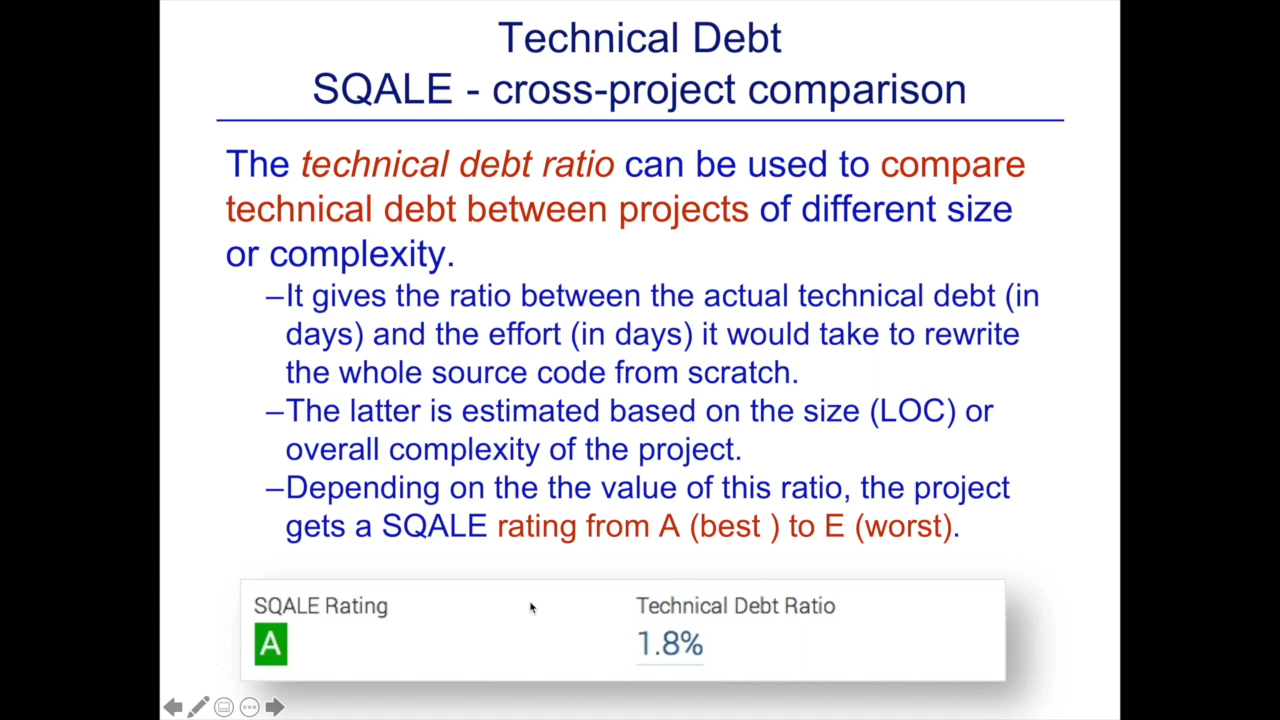 Technical Debt
SQALE - cross-project comparison
The technical debt ratio can be used to compare
technical debt between projects of different size
or complexity.
–It gives the ratio between the actual technical debt (in
days) and the effort (in days) it would take to rewrite
the whole source code from scratch.
–The latter is estimated based on the size (LOC) or
overall complexity of the project.
–Depending on the the value of this ratio, the project
gets a SQALE rating from A (best ) to E (worst).
SQALE Rating
A
Technical Debt Ratio
1.8%